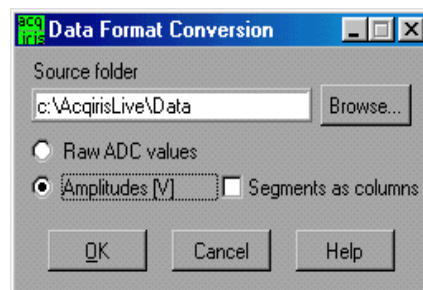 acq iris Data Format Conversion
Source folder
c:\AcqirisLive\Data Browse...
Raw ADC values
Amplitudes [V] Segments as columns
OK Cancel Help